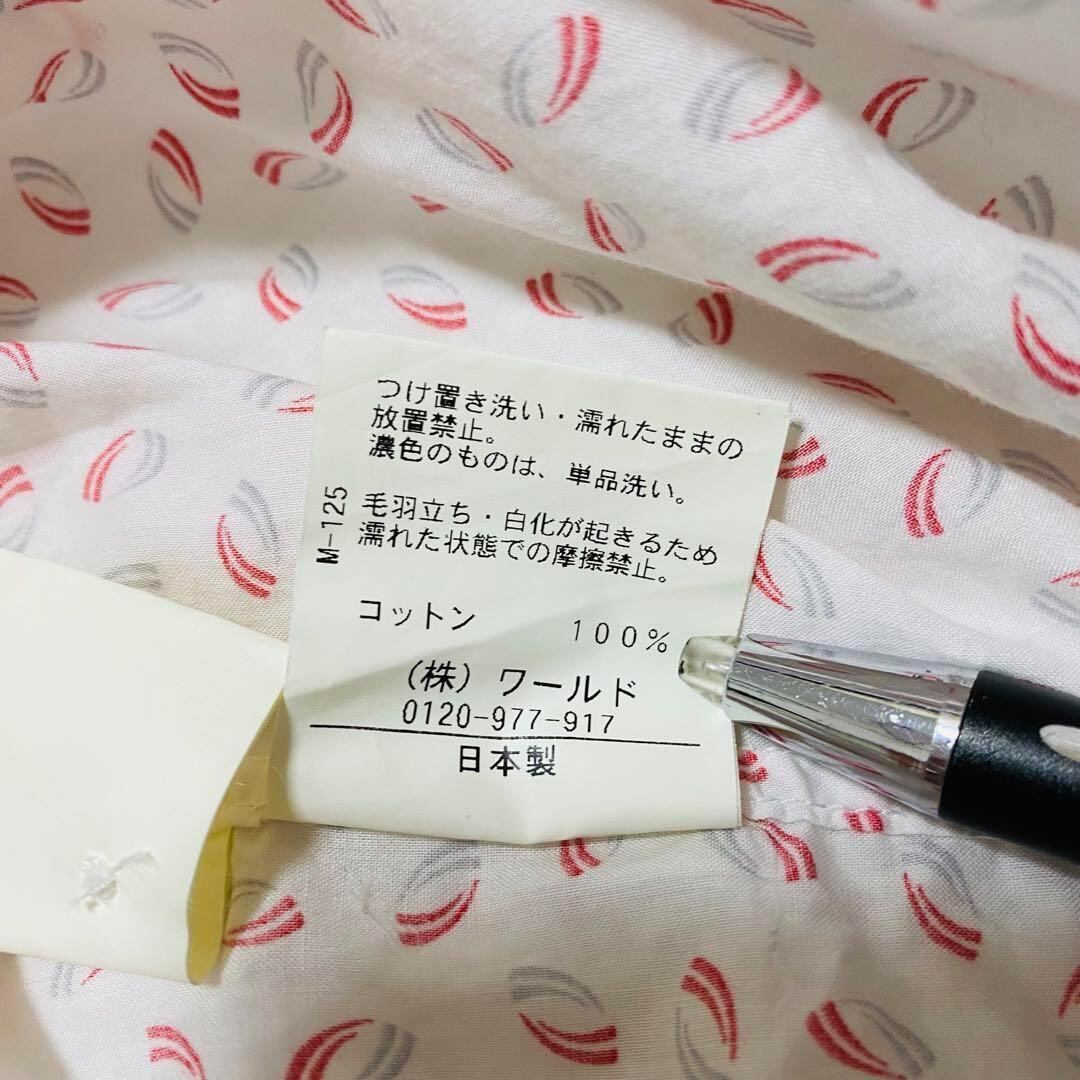 つけ置き洗い・濡れたままの
放置禁止。
濃色のものは、単品洗い。
毛羽立ち・白化が起きるため
濡れた状態での摩擦禁止。
M-125
コットン 100%
(株)ワールド
0120-977-917
日本製